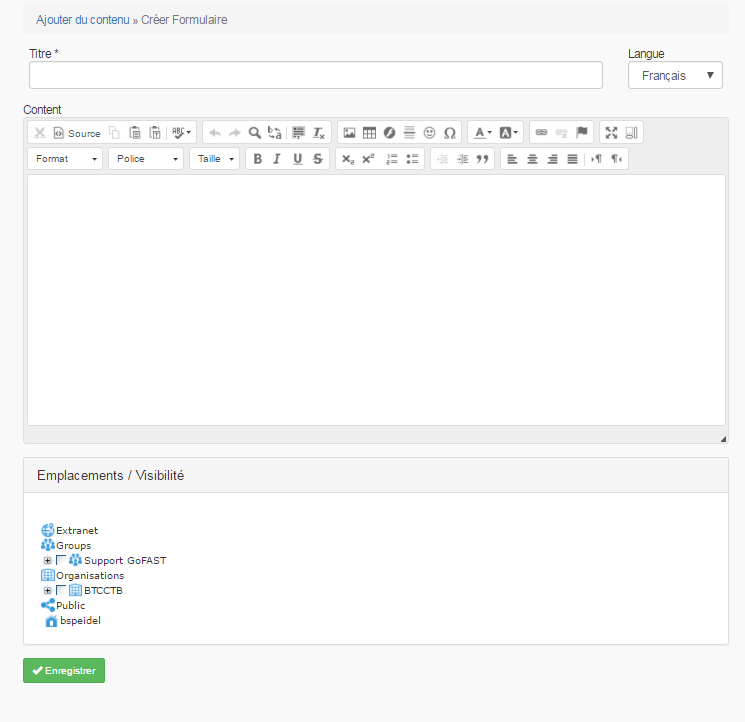 Ajouter du contenu » Créer Formulaire
Titre * Langue
Français
Content
Source ABC
Format Police Taille B I U S
Emplacements / Visibilité
Extranet
Groups
Support GoFAST
Organisations
BTCCTB
Public
bspeidel
Enregistrer